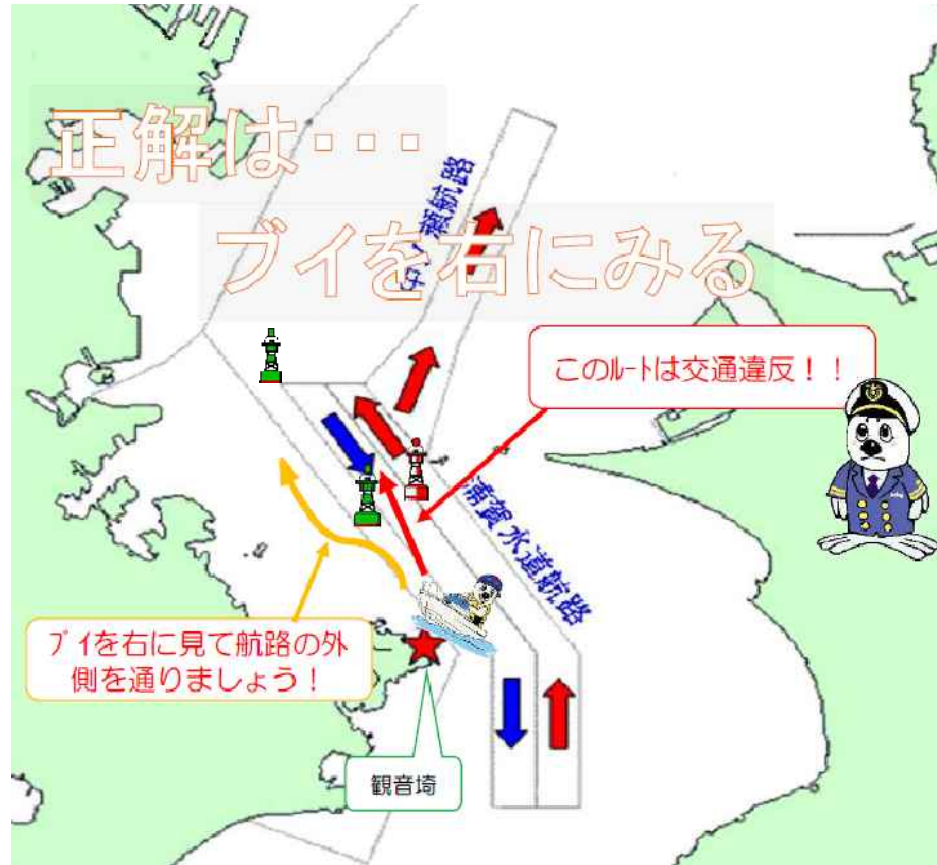 正解は・・・
ブイを右にみる
瀬航路
このルートは交通違反!!
浦賀水道航路
ブイを右に見て航路の外
側を通りましょう!
観音埼